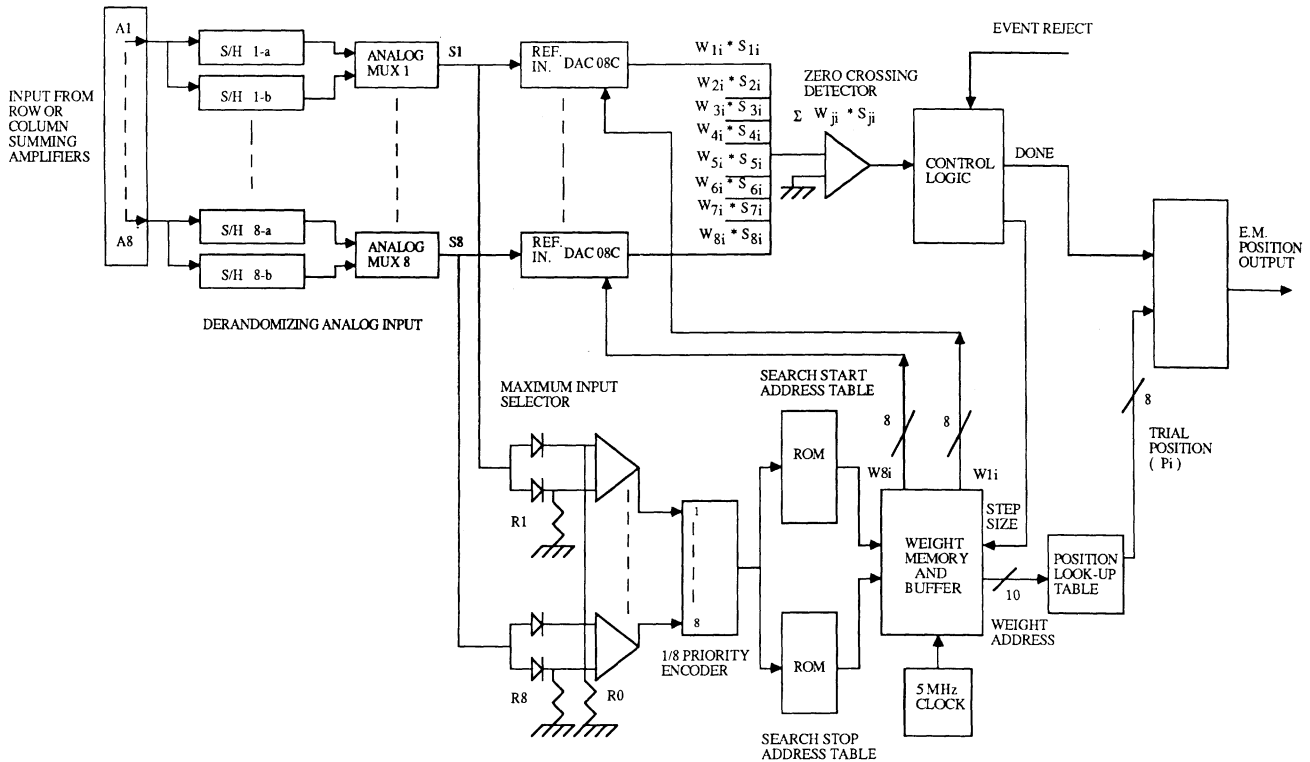 A1
A8
INPUT FROM
ROW OR
COLUMN
SUMMING
AMPLIFIERS
S/H 1-a
S/H 1-b
S/H 8-a
S/H 8-b
ANALOG
MUX 1
ANALOG
MUX 8
S1
S8
DERANDOMIZING ANALOG INPUT
REF.
IN.
DAC 08C
REF.
IN.
DAC 08C
W1i * S1i
W2i * S2i
W3i * S3i
W4i * S4i
W5i * S5i
W6i * S6i
W7i * S7i
W8i * S8i
ZERO CROSSING
DETECTOR
Σ Wji * Sji
EVENT REJECT
CONTROL
LOGIC
DONE
E.M.
POSITION
OUTPUT
MAXIMUM INPUT
SELECTOR
R1
R8
R0
1
8
1/8 PRIORITY
ENCODER
SEARCH START
ADDRESS TABLE
ROM
ROM
SEARCH STOP
ADDRESS TABLE
8
8
W8i
W1i
STEP
SIZE
WEIGHT
MEMORY
AND
BUFFER
10
WEIGHT
ADDRESS
5 MHz
CLOCK
POSITION
LOOK-UP
TABLE
8
TRIAL
POSITION
( Pi )